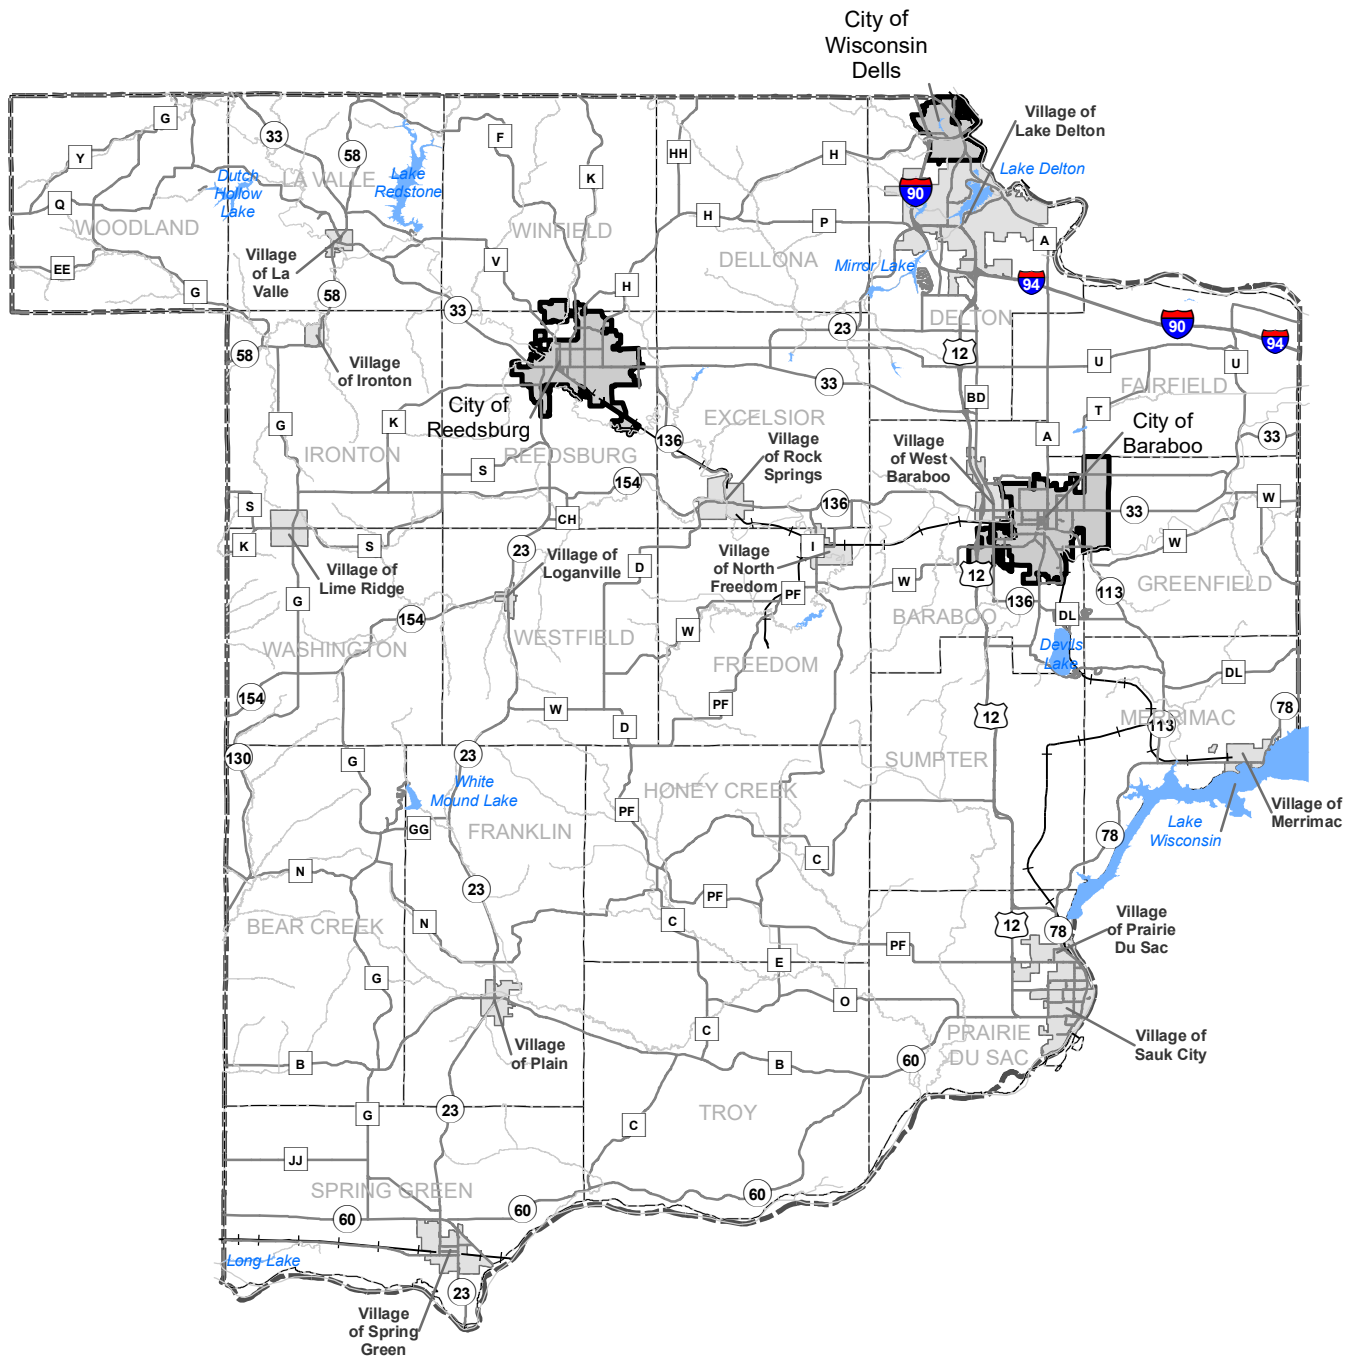 City of
Wisconsin
Dells
Village of
Lake Delton
G
33
F
58
HH
H
Y
Lake Delton
LA VALLE
Lake
Redstone
Dutch
Hollow
Lake
K
90
Q
WOODLAND
H
P
WINFIELD
A
Village
of La
Valle
V
DELLONA
Mirror Lake
EE
94
G
58
H
33
DELTON
23
90
94
58
Village
of Ironton
12
U
U
33
FAIRFIELD
BD
T
City of
Reedsburg
EXCELSIOR
City of
Baraboo
G
K
136
A
33
IRONTON
REEDSBURG
Village
of Rock
Springs
Village
of West
Baraboo
S
154
S
136
W
CH
33
K
S
23
Village of
Loganville
Village
of North
Freedom
I
W
Village of
Lime Ridge
D
12
W
GREENFIELD
G
PF
136
113
154
BARABOO
DL
WASHINGTON
WESTFIELD
W
FREEDOM
Devils
Lake
DL
154
PF
W
12
78
D
MERRIMAC
113
130
G
23
SUMPTER
White
Mound Lake
HONEY CREEK
PF
Village of
Merrimac
GG
FRANKLIN
78
Lake
Wisconsin
C
N
23
PF
BEAR CREEK
N
C
12
78
Village
of Prairie
Du Sac
PF
E
G
O
C
PRAIRIE
DU SAC
Village of
Sauk City
Village
of Plain
B
B
60
G
23
TROY
C
JJ
SPRING GREEN
60
60
60
Long Lake
23
Village
of Spring
Green